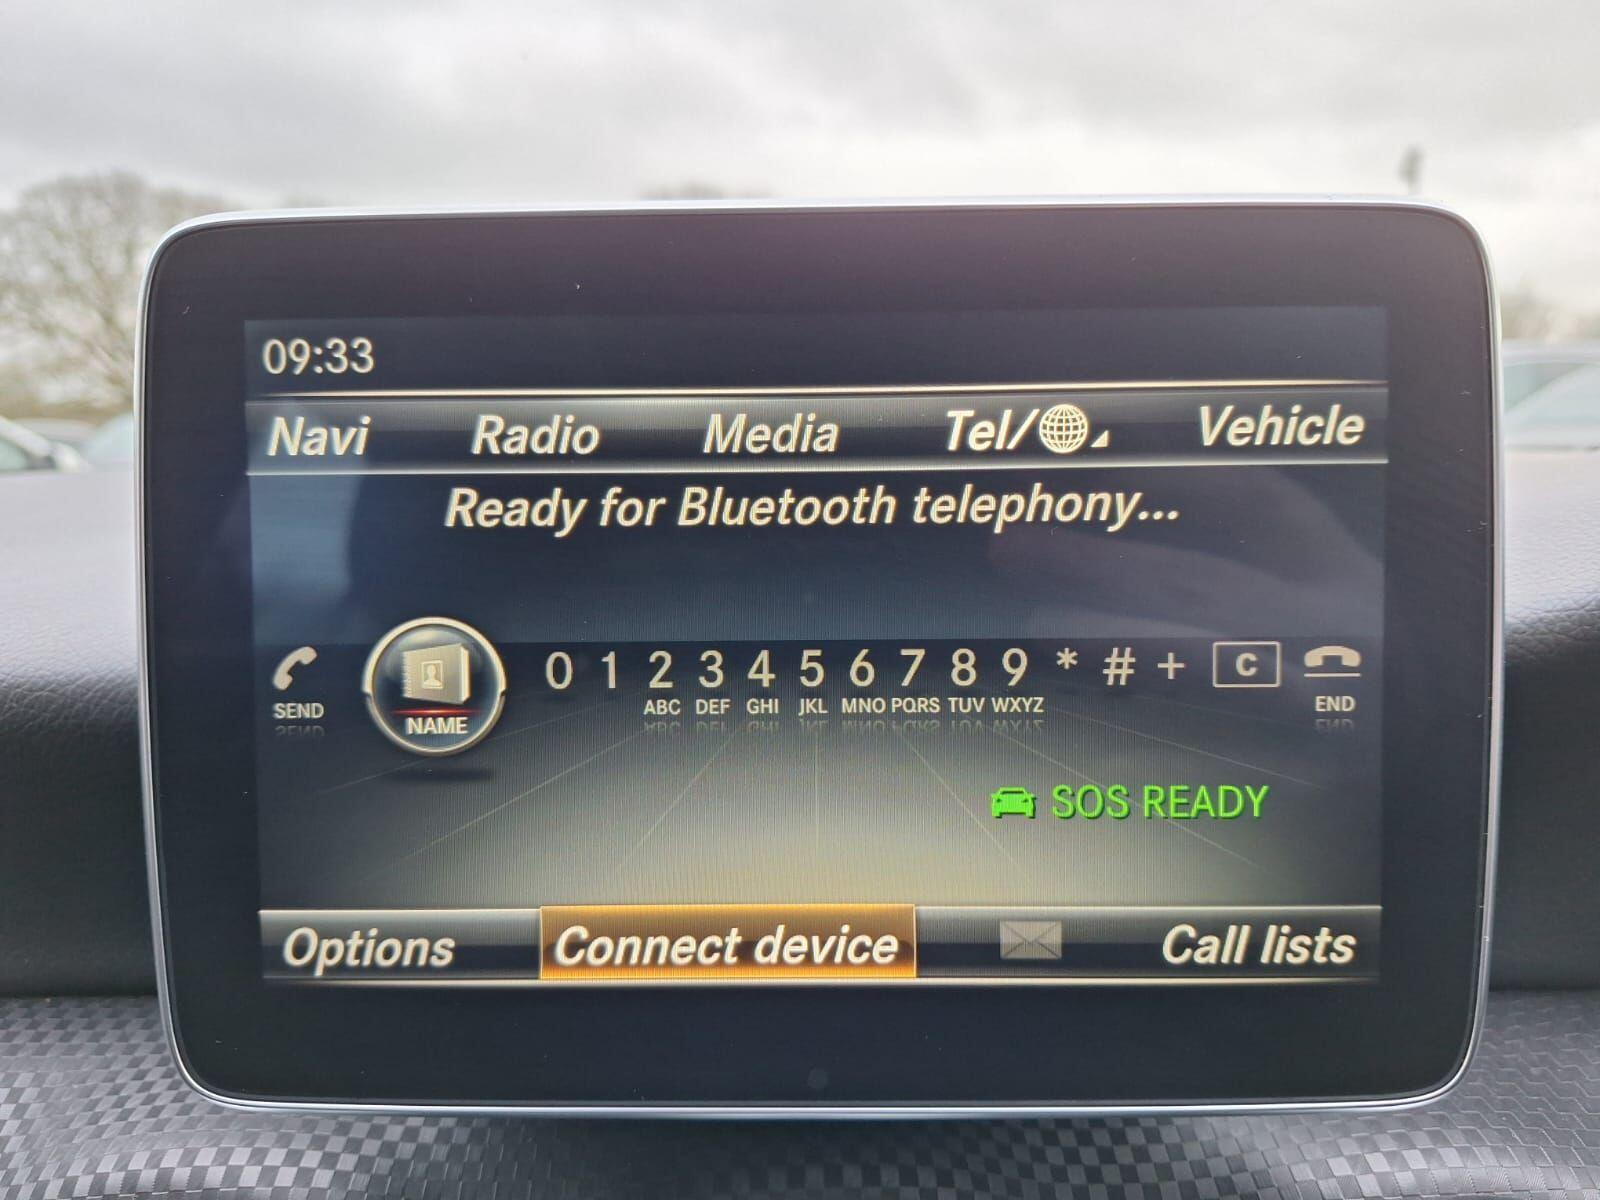 09:33
Navi Radio Media Tel/ Vehicle
Ready for Bluetooth telephony...
0 1 2 3 4 5 6 7 8 9 * # + C
SEND NAME ABC DEF GHI JKL MNO PQRS TUV WXYZ END
SOS READY
Options Connect device Call lists